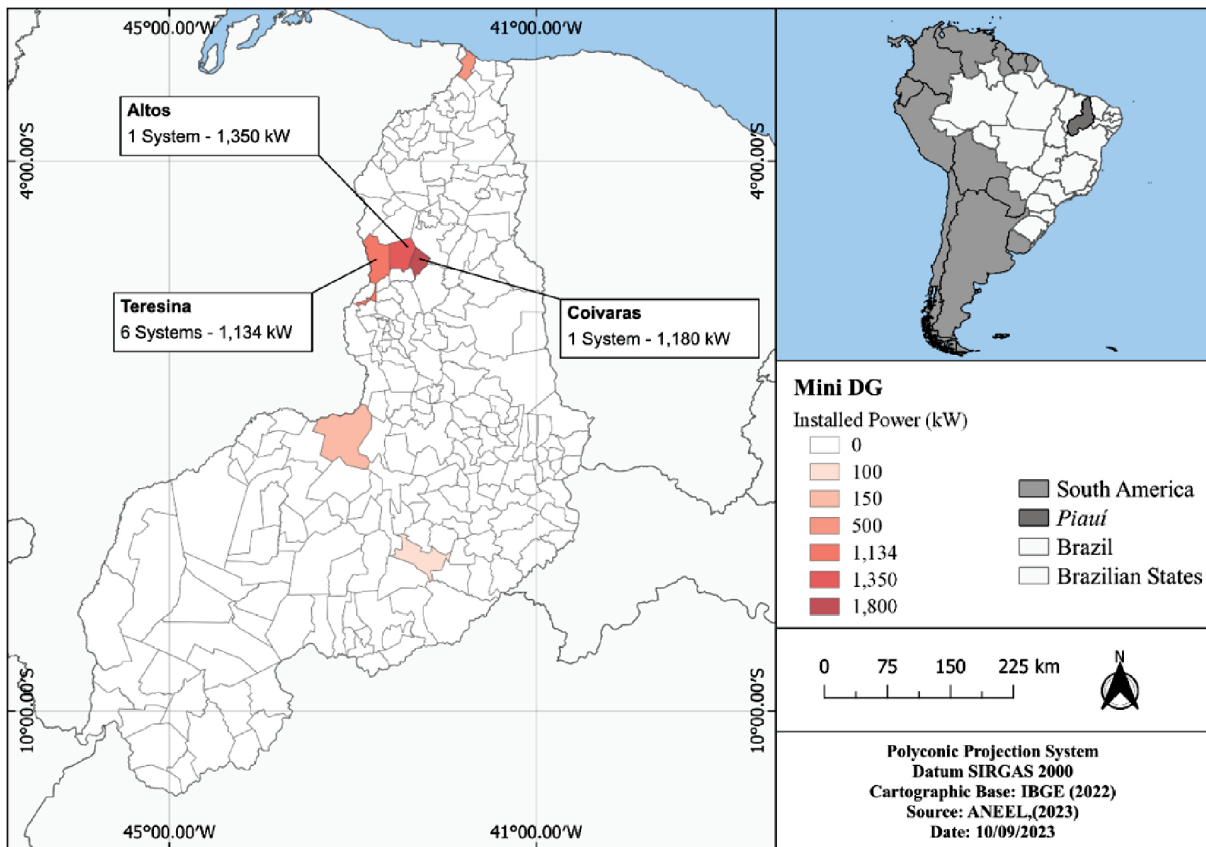 45°00.00'W
41°00.00'W
4°00.00'S
4°00.00'S
Altos
1 System - 1,350 kW
Teresina
6 Systems - 1,134 kW
Coivaras
1 System - 1,180 kW
10°00.00'S
10°00.00'S
45°00.00'W
41°00.00'W
Mini DG
Installed Power (kW)
0
100
150
500
1,134
1,350
1,800
South America
Piauí
Brazil
Brazilian States
0 75 150 225 km
N
Polyconic Projection System
Datum SIRGAS 2000
Cartographic Base: IBGE (2022)
Source: ANEEL,(2023)
Date: 10/09/2023